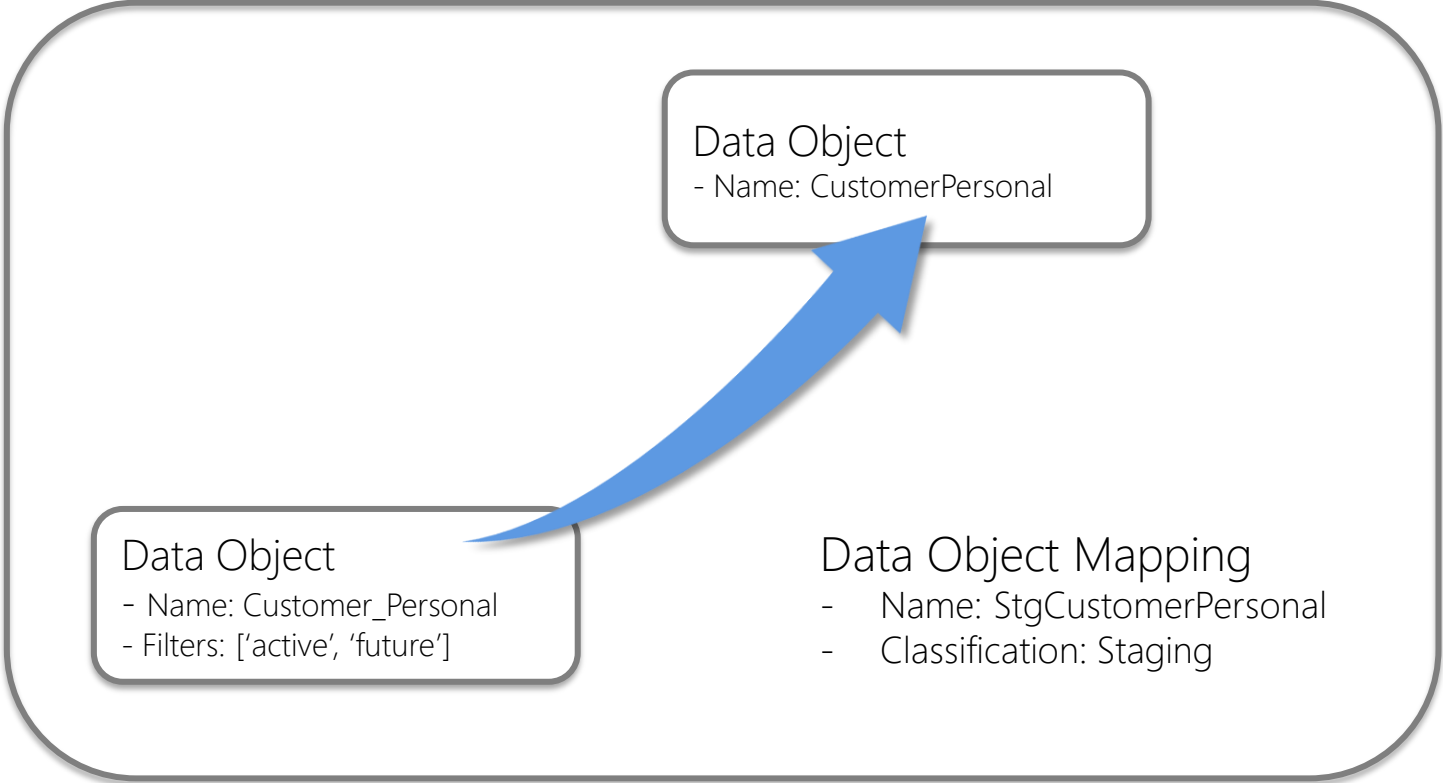 Data Object
- Name: CustomerPersonal
Data Object
- Name: Customer_Personal
- Filters: [‘active’, ‘future’]
Data Object Mapping
- Name: StgCustomerPersonal
- Classification: Staging